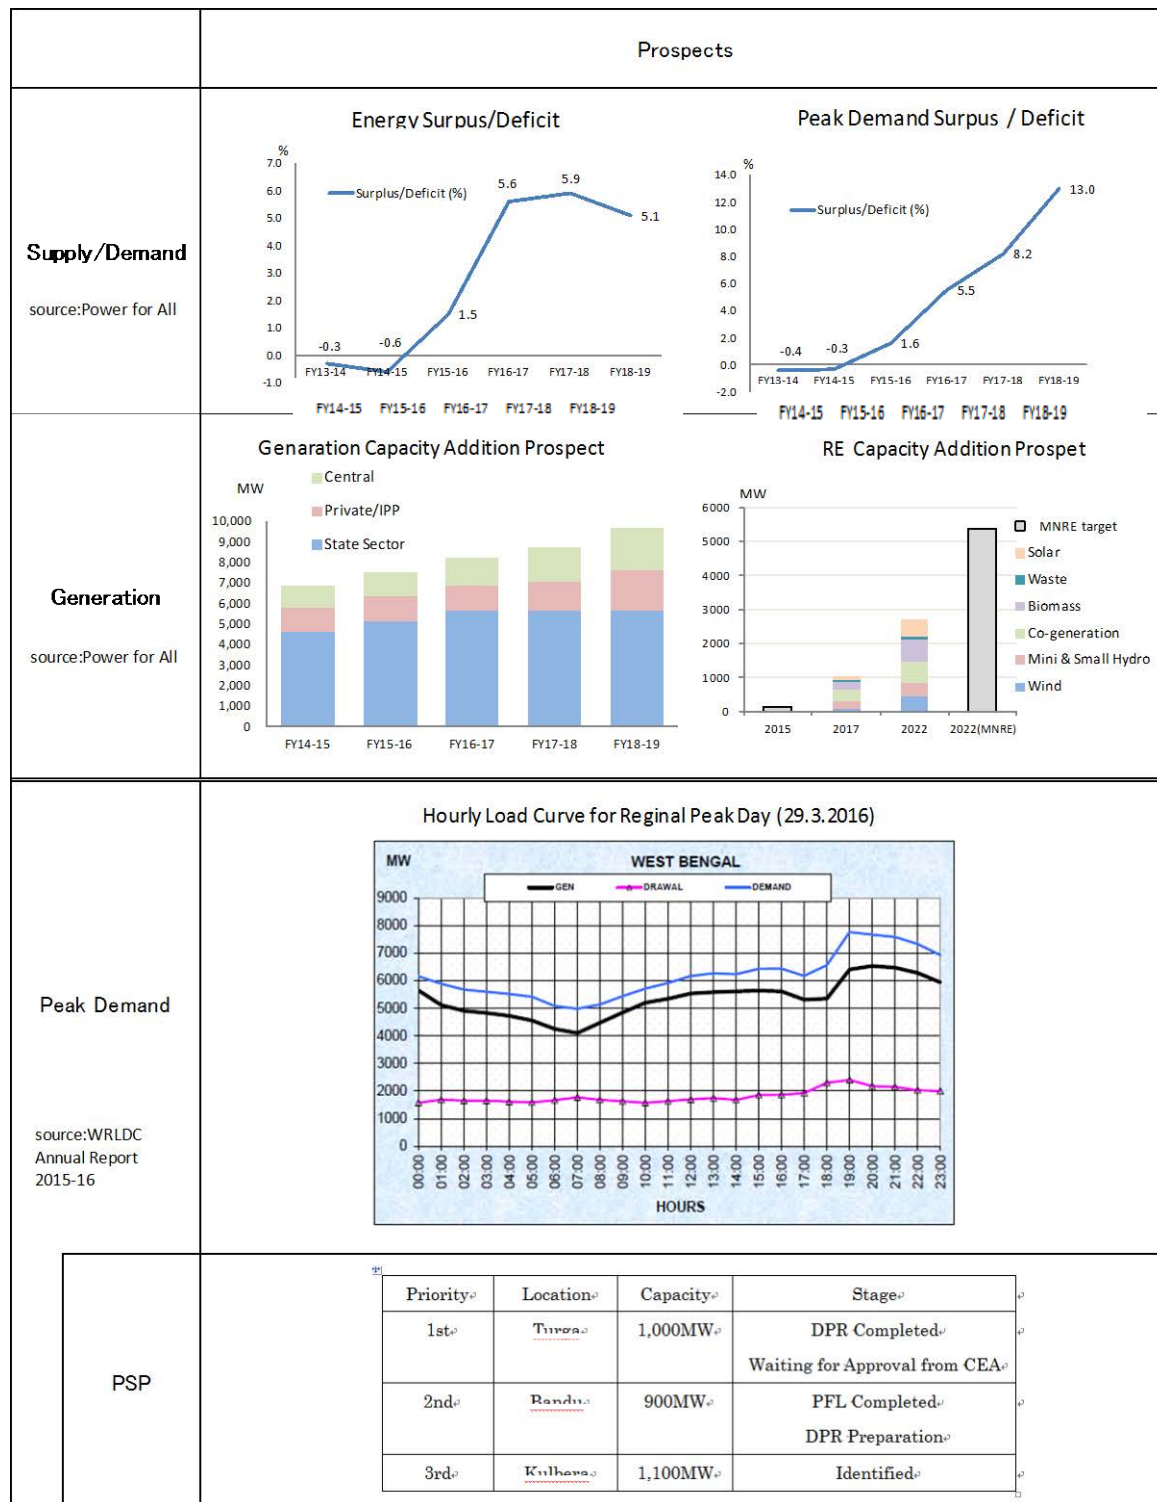 Prospects
Supply/Demand
source:Power for All
Energy Surpus/Deficit
%
7.0
6.0
5.0
4.0
3.0
2.0
1.0
0.0
-1.0
Surplus/Deficit (%)
-0.3
-0.6
1.5
5.6
5.9
5.1
FY13-14 FY14-15 FY15-16 FY16-17 FY17-18 FY18-19
FY14-15 FY15-16 FY16-17 FY17-18 FY18-19
Peak Demand Surpus / Deficit
%
14.0
12.0
10.0
8.0
6.0
4.0
2.0
0.0
-2.0
Surplus/Deficit (%)
-0.4
-0.3
1.6
5.5
8.2
13.0
FY13-14 FY14-15 FY15-16 FY16-17 FY17-18 FY18-19
FY14-15 FY15-16 FY16-17 FY17-18 FY18-19
Generation
source:Power for All
Genaration Capacity Addition Prospect
MW
Central
Private/IPP
State Sector
10,000
9,000
8,000
7,000
6,000
5,000
4,000
3,000
2,000
1,000
0
FY14-15 FY15-16 FY16-17 FY17-18 FY18-19
RE Capacity Addition Prospet
MW
6000
5000
4000
3000
2000
1000
0
2015 2017 2022 2022(MNRE)
MNRE target
Solar
Waste
Biomass
Co-generation
Mini & Small Hydro
Wind
Peak Demand
source:WRLDC
Annual Report
2015-16
Hourly Load Curve for Reginal Peak Day (29.3.2016)
MW WEST BENGAL
GEN DRAWAL DEMAND
9000
8000
7000
6000
5000
4000
3000
2000
1000
0
00:00 01:00 02:00 03:00 04:00 05:00 06:00 07:00 08:00 09:00 10:00 11:00 12:00 13:00 14:00 15:00 16:00 17:00 18:00 19:00 20:00 21:00 22:00 23:00
HOURS
PSP
Priority Location Capacity Stage
1st Turga 1,000MW DPR Completed
Waiting for Approval from CEA
2nd Bandu 900MW PFL Completed
DPR Preparation
3rd Kulbera 1,100MW Identified